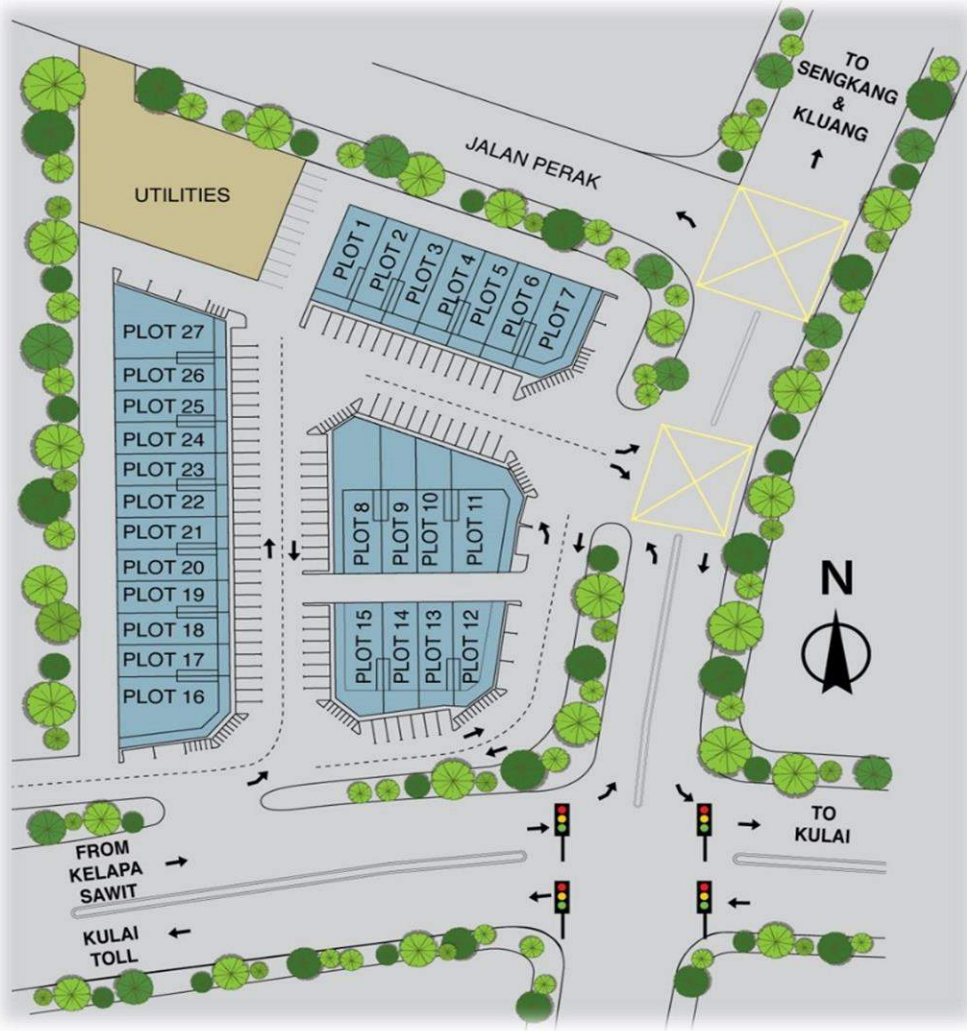 TO
SENGKANG
&
KLUANG
JALAN PERAK
UTILITIES
PLOT 1
PLOT 2
PLOT 3
PLOT 4
PLOT 5
PLOT 6
PLOT 7
PLOT 27
PLOT 26
PLOT 25
PLOT 24
PLOT 23
PLOT 22
PLOT 21
PLOT 20
PLOT 19
PLOT 18
PLOT 17
PLOT 16
PLOT 8
PLOT 9
PLOT 10
PLOT 11
PLOT 15
PLOT 14
PLOT 13
PLOT 12
N
TO
KULAI
FROM
KELAPA
SAWIT
KULAI
TOLL